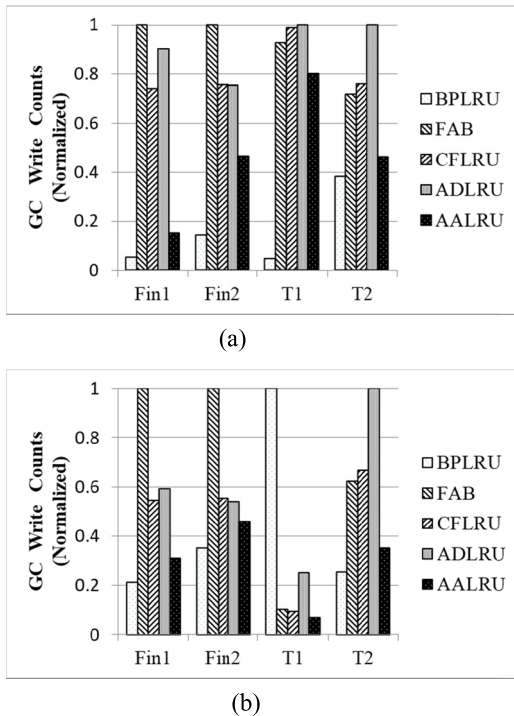 GC Write Counts
(Normalized)
1
0.8
0.6
0.4
0.2
0
Fin1 Fin2 T1 T2
BPLRU
FAB
CFLRU
ADLRU
AALRU
(a)
GC Write Counts
(Normalized)
1
0.8
0.6
0.4
0.2
0
Fin1 Fin2 T1 T2
BPLRU
FAB
CFLRU
ADLRU
AALRU
(b)